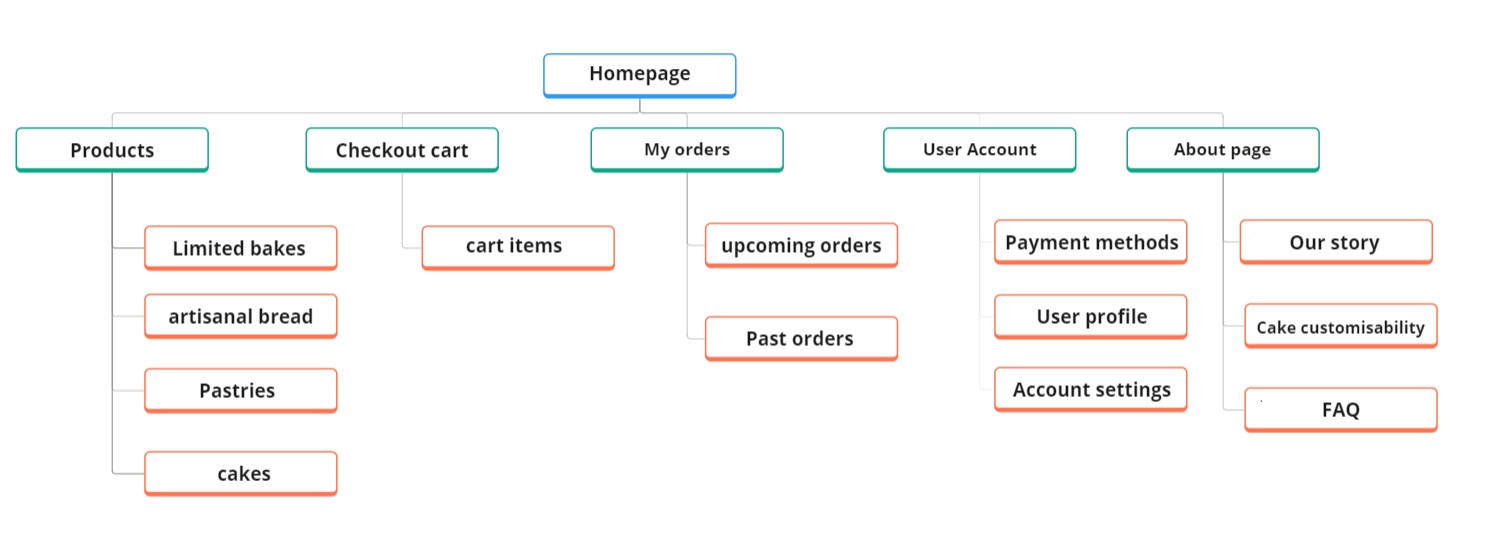 Homepage
Products
Checkout cart
My orders
User Account
About page
Limited bakes
artisanal bread
Pastries
cakes
cart items
upcoming orders
Past orders
Payment methods
User profile
Account settings
Our story
Cake customisability
FAQ